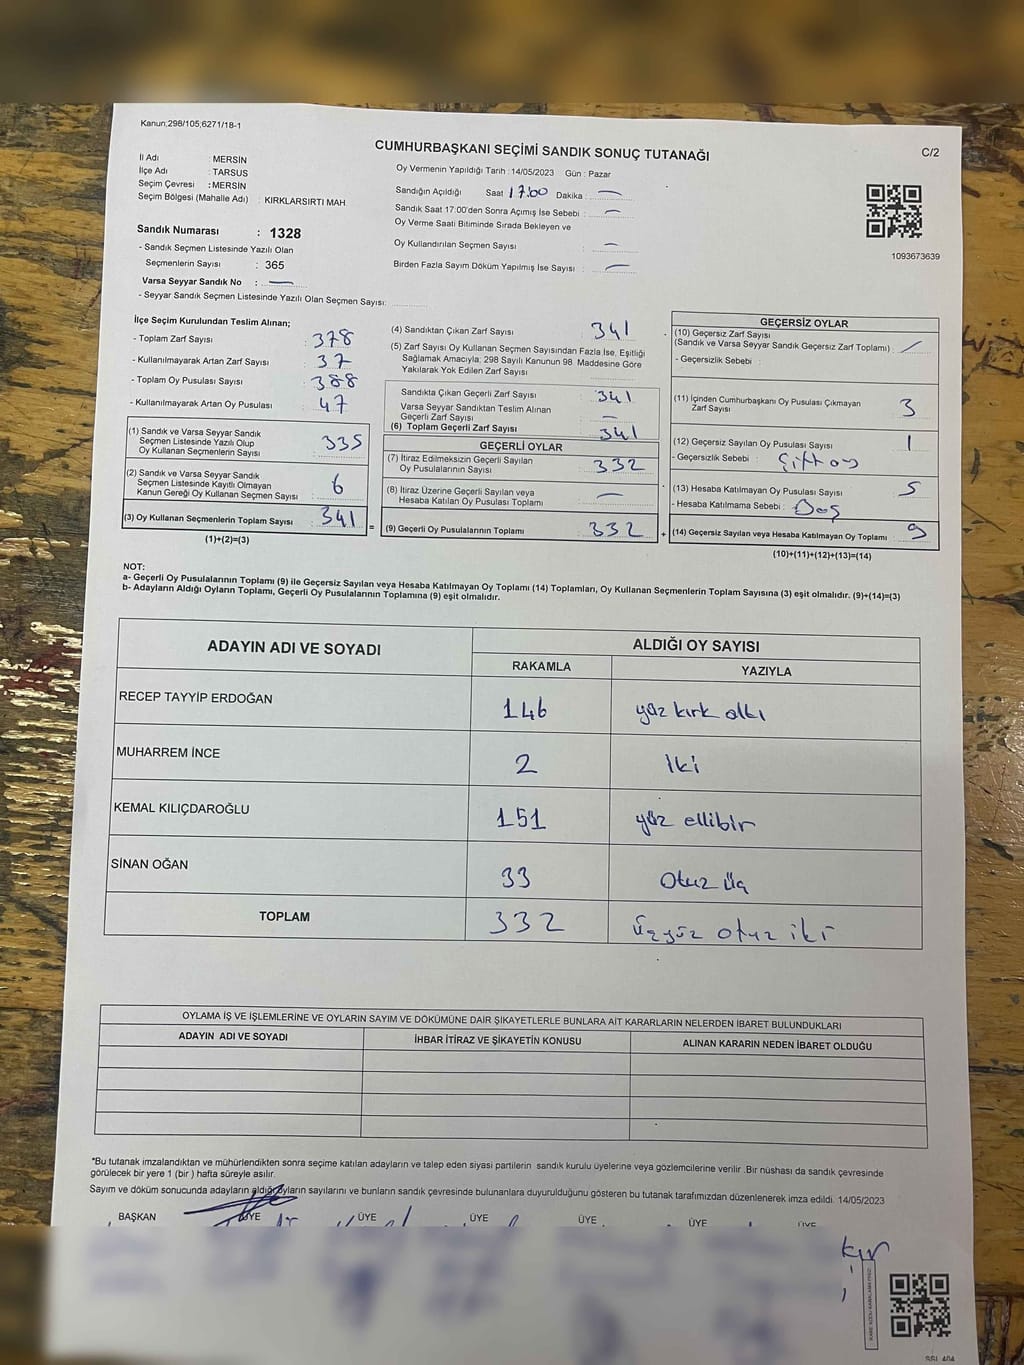 Kanun;298/105;6271/18-1
CUMHURBAŞKANI SEÇİMİ SANDIK SONUÇ TUTANAĞI
C/2
İl Adı : MERSİN
İlçe Adı : TARSUS
Seçim Çevresi : MERSİN
Seçim Bölgesi (Mahalle Adı) : KIRKLARSIRTI MAH.
Sandık Numarası : 1328
- Sandık Seçmen Listesinde Yazılı Olan
Seçmenlerin Sayısı : 365
Varsa Seyyar Sandık No : —
- Seyyar Sandık Seçmen Listesinde Yazılı Olan Seçmen Sayısı:
Oy Vermenin Yapıldığı Tarih : 14/05/2023 Gün : Pazar
Sandığın Açıldığı Saat 17:00 Dakika : —
Sandık Saat 17:00'den Sonra Açımış İse Sebebi : —
Oy Verme Saati Bitiminde Sırada Bekleyen ve
Oy Kullandırılan Seçmen Sayısı : —
Birden Fazla Sayım Döküm Yapılmış İse Sayısı : —
1093673639
İlçe Seçim Kurulundan Teslim Alınan;
- Toplam Zarf Sayısı : 378
- Kullanılmayarak Artan Zarf Sayısı : 37
- Toplam Oy Pusulası Sayısı : 388
- Kullanılmayarak Artan Oy Pusulası : 47
(1) Sandık ve Varsa Seyyar Sandık
Seçmen Listesinde Yazılı Olup
Oy Kullanan Seçmenlerin Sayısı : 335
(2) Sandık ve Varsa Seyyar Sandık
Seçmen Listesinde Kayıtlı Olmayan
Kanun Gereği Oy Kullanan Seçmen Sayısı : 6
(3) Oy Kullanan Seçmenlerin Toplam Sayısı : 341
(1)+(2)=(3)
(4) Sandıktan Çıkan Zarf Sayısı : 341
(5) Zarf Sayısı Oy Kullanan Seçmen Sayısından Fazla İse, Eşitliği
Sağlamak Amacıyla; 298 Sayılı Kanunun 98. Maddesine Göre
Yakılarak Yok Edilen Zarf Sayısı
Sandıkta Çıkan Geçerli Zarf Sayısı : 341
Varsa Seyyar Sandıktan Teslim Alınan
Geçerli Zarf Sayısı : —
(6) Toplam Geçerli Zarf Sayısı : 341
GEÇERLİ OYLAR
(7) İtiraz Edilmeksizin Geçerli Sayılan
Oy Pusulalarının Sayısı : 332
(8) İtiraz Üzerine Geçerli Sayılan veya
Hesaba Katılan Oy Pusulası Toplamı : —
= (9) Geçerli Oy Pusulalarının Toplamı : 332
GEÇERSİZ OYLAR
(10) Geçersiz Zarf Sayısı
(Sandık ve Varsa Seyyar Sandık Geçersiz Zarf Toplamı) : —
- Geçersizlik Sebebi :
(11) İçinden Cumhurbaşkanı Oy Pusulası Çıkmayan
Zarf Sayısı : 3
(12) Geçersiz Sayılan Oy Pusulası Sayısı : 1
- Geçersizlik Sebebi : Çift oy
(13) Hesaba Katılmayan Oy Pusulası Sayısı : 5
- Hesaba Katılmama Sebebi : Boş
+ (14) Geçersiz Sayılan veya Hesaba Katılmayan Oy Toplamı : 9
(10)+(11)+(12)+(13)=(14)
NOT:
a- Geçerli Oy Pusulalarının Toplamı (9) ile Geçersiz Sayılan veya Hesaba Katılmayan Oy Toplamı (14) Toplamları, Oy Kullanan Seçmenlerin Toplam Sayısına (3) eşit olmalıdır. (9)+(14)=(3)
b- Adayların Aldığı Oyların Toplamı, Geçerli Oy Pusulalarının Toplamına (9) eşit olmalıdır.
ADAYIN ADI VE SOYADI
ALDIĞI OY SAYISI
RAKAMLA YAZIYLA
RECEP TAYYİP ERDOĞAN 146 yüz kırk altı
MUHARREM İNCE 2 iki
KEMAL KILIÇDAROĞLU 151 yüz ellibir
SİNAN OĞAN 33 Otuz üç
TOPLAM 332 Üçyüz otuz iki
OYLAMA İŞ VE İŞLEMLERİNE VE OYLARIN SAYIM VE DÖKÜMÜNE DAİR ŞİKAYETLERLE BUNLARA AİT KARARLARIN NELERDEN İBARET BULUNDUKLARI
ADAYIN ADI VE SOYADI İHBAR İTİRAZ VE ŞİKAYETİN KONUSU ALINAN KARARIN NEDEN İBARET OLDUĞU
*Bu tutanak imzalandıktan ve mühürlendikten sonra seçime katılan adayların ve talep eden siyasi partilerin sandık kurulu üyelerine veya gözlemcilerine verilir. Bir nüshası da sandık çevresinde
görülecek bir yere 1 (bir ) hafta süreyle asılır.
Sayım ve döküm sonucunda adayların aldığı oyların sayılarını ve bunların sandık çevresinde bulunanlara duyurulduğunu gösteren bu tutanak tarafımızdan düzenlenerek imza edildi. 14/05/2023
BAŞKAN ÜYE ÜYE ÜYE ÜYE ÜYE ÜYE